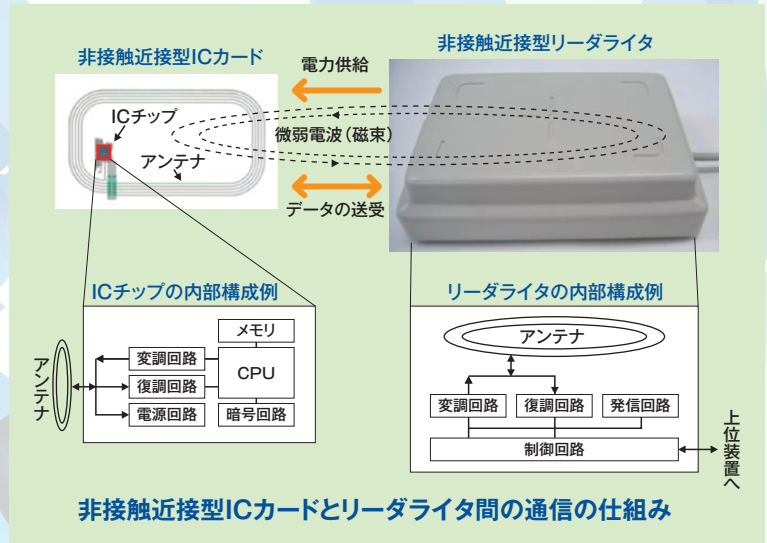 非接触近接型ICカード
非接触近接型リーダライタ
電力供給
ICチップ
微弱電波（磁束）
アンテナ
データの送受
ICチップの内部構成例
リーダライタの内部構成例
メモリ
アンテナ
変調回路
CPU
復調回路
電源回路
暗号回路
アンテナ
変調回路
復調回路
発信回路
制御回路
上位装置へ
非接触近接型ICカードとリーダライタ間の通信の仕組み